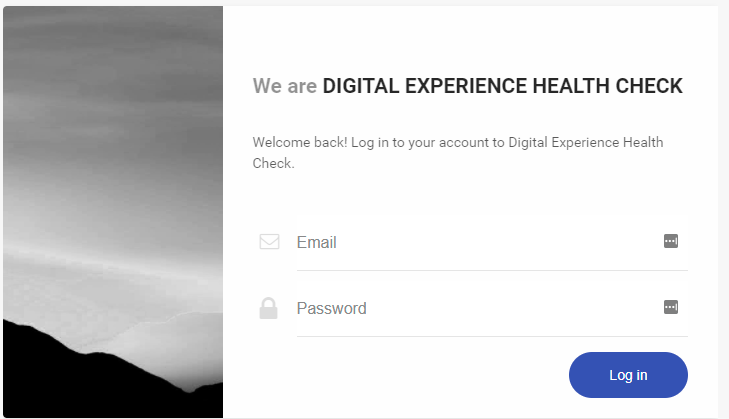 We are DIGITAL EXPERIENCE HEALTH CHECK
Welcome back! Log in to your account to Digital Experience Health
Check.
Email
Password
Log in